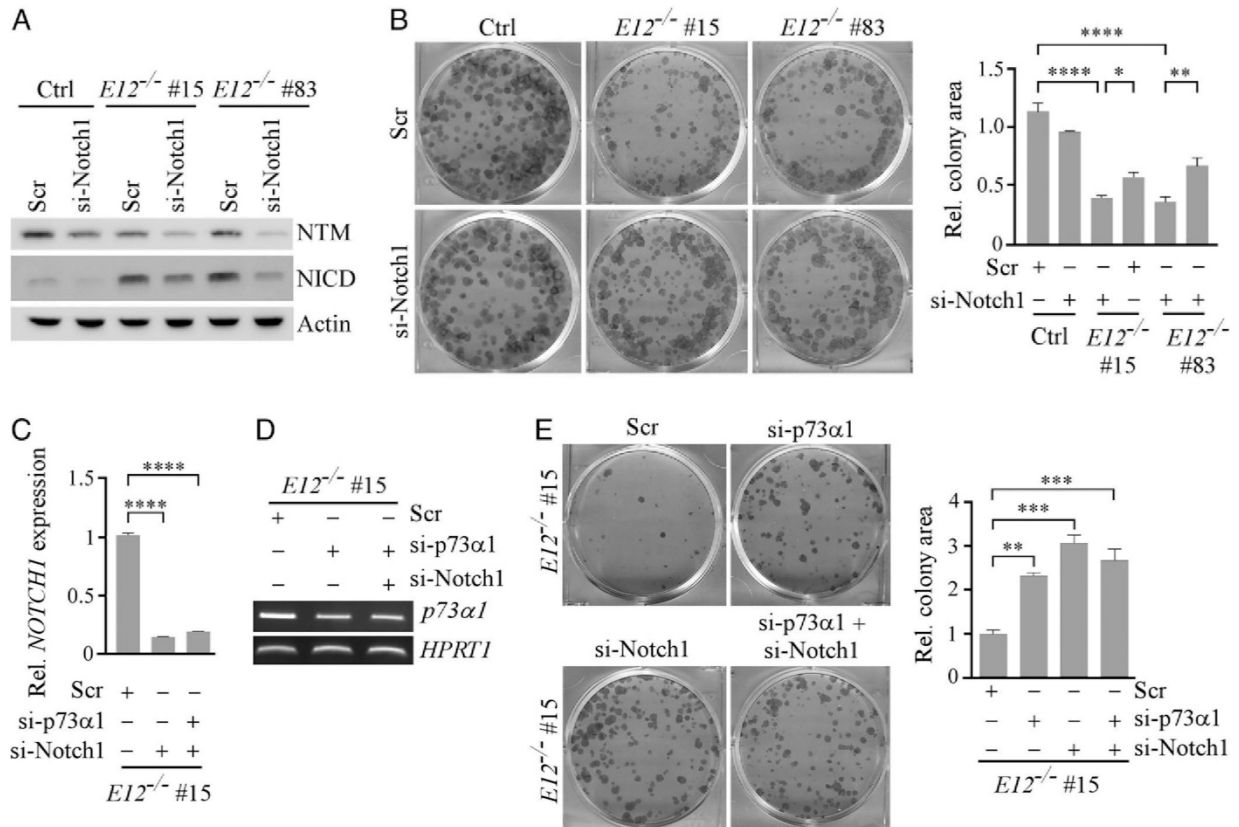 A
Ctrl E12-/- #15 E12-/- #83
Scr
si-Notch1
Scr
si-Notch1
Scr
si-Notch1
NTM
NICD
Actin
B
Ctrl E12-/- #15 E12-/- #83
Scr
si-Notch1
****
**** * **
Rel. colony area
1.5
1.0
0.5
0
Scr + − − + − −
si-Notch1 − + + − + +
Ctrl E12-/- E12-/-
#15 #83
C
Rel. NOTCH1 expression
1.5
1
0.5
0
****
****
Scr + − −
si-p73α1 − − +
si-Notch1 − + +
E12-/- #15
D
E12-/- #15
+ − − Scr
− + + si-p73α1
− − + si-Notch1
p73α1
HPRT1
E
Scr si-p73α1
E12-/- #15
si-Notch1
si-p73α1 +
si-Notch1
E12-/- #15
Rel. colony area
4
3
2
1
0
***
***
**
+ − − − Scr
− + − + si-p73α1
− − + + si-Notch1
E12-/- #15